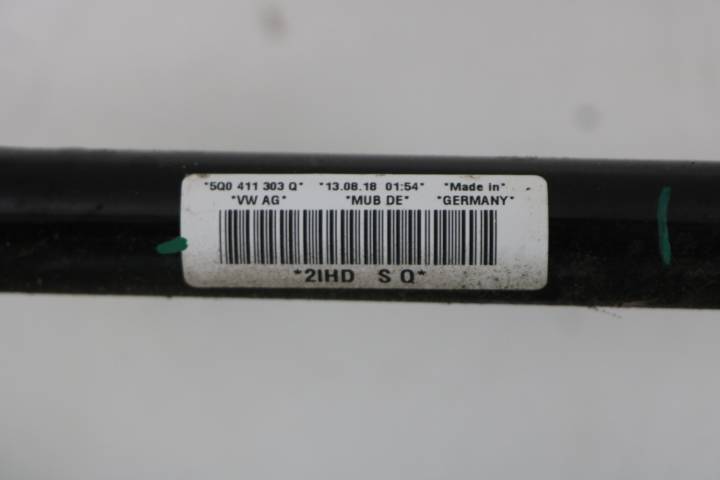 *5Q0 411 303 Q* *13.08.18 01:54* *Made in*
*VW AG* *MUB DE* *GERMANY*
*2IHD S Q*